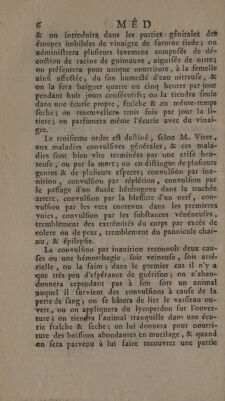 6 MÉD
& on introduira dans les parties génitales des
étoupes imbibées de vinaigre de saturne tiede; on
administrera plusieurs lavemens composés de dé-
coction de racine de guimauve, aiguisée de nitre;
on présentera pour unique nourriture, à la femelle
ainsi affectée, du son humecté d'eau nitreuse, &
on la fera baigner quatre ou cinq heures par jour
pendant huit jours consécutifs; on la tiendra seule
dans une écurie propre, fraîche & en même-temps
seche; on renouvellera trois fois par jour la li-
tiere; on parfumera même l'écurie avec du vinai-
gre.
Le troisieme ordre est destiné, selon M. Vitet,
aux maladies convulsives générales, & ces mala-
dies sont bien vîte terminées par une crise heu-
reuse, ou par la mort; on en distingue de plusieurs
genres & de plusieurs especes; convulsion par ina-
nition, convulsion par réplétion, convulsion par
le passage d'un fluide hétérogene dans la trachée
artere, convulsion par la blessure d'un nerf, con-
vulsion par les vers contenus dans les premieres
voies, convulsion par les substances vénéneuses,
tremblement des extrémités du corps par excès de
colere ou de peur, tremblement du pannicule char-
nu, & épilepsie.
La convulsion par inanition reconnoît deux cau-
ses ou une hémorrhagie, soit veineuse, soit arté-
rielle, ou la faim; dans le premier cas il n'y a
que très peu d'espérance de guérison; on n'aban-
donnera cependant pas à son sort un animal
auquel il survient des convulsions à cause de la
perte de sang; on se hâtera de lier le vaisseau ou-
vert, ou on appliquera du lycoperdon sur l'ouver-
ture; on tiendra l'animal tranquille dans une écu-
rie fraîche & seche; on lui donnera pour nourri-
ture des boissons abondantes en mucilage, & quand
on sera parvenu à lui faire recouvrer une partie